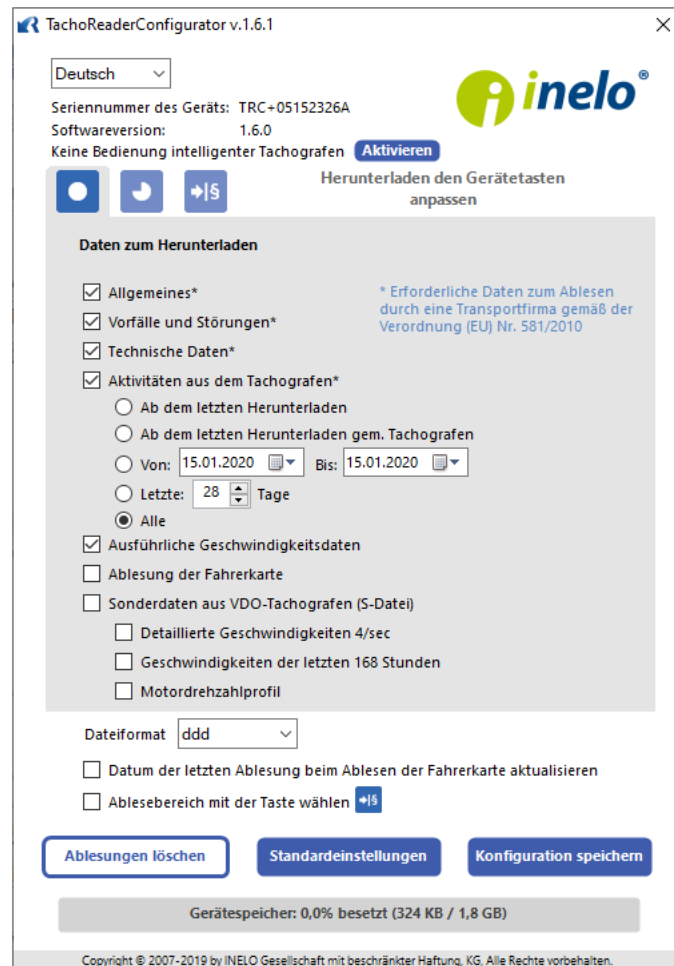 TachoReaderConfigurator v.1.6.1
Deutsch
inelo®
Seriennummer des Geräts: TRC+05152326A
Softwareversion: 1.6.0
Keine Bedienung intelligenter Tachografen Aktivieren
Herunterladen den Gerätetasten
anpassen
Daten zum Herunterladen
Allgemeines*
* Erforderliche Daten zum Ablesen
durch eine Transportfirma gemäß der
Verordnung (EU) Nr. 581/2010
Vorfälle und Störungen*
Technische Daten*
Aktivitäten aus dem Tachografen*
Ab dem letzten Herunterladen
Ab dem letzten Herunterladen gem. Tachografen
Von: 15.01.2020 Bis: 15.01.2020
Letzte: 28 Tage
Alle
Ausführliche Geschwindigkeitsdaten
Ablesung der Fahrerkarte
Sonderdaten aus VDO-Tachografen (S-Datei)
Detaillierte Geschwindigkeiten 4/sec
Geschwindigkeiten der letzten 168 Stunden
Motordrehzahlprofil
Dateiformat ddd
Datum der letzten Ablesung beim Ablesen der Fahrerkarte aktualisieren
Ablesebereich mit der Taste wählen
Ablesungen löschen Standardeinstellungen Konfiguration speichern
Gerätespeicher: 0,0% besetzt (324 KB / 1,8 GB)
Copyright © 2007-2019 by INELO Gesellschaft mit beschränkter Haftung, KG. Alle Rechte vorbehalten.